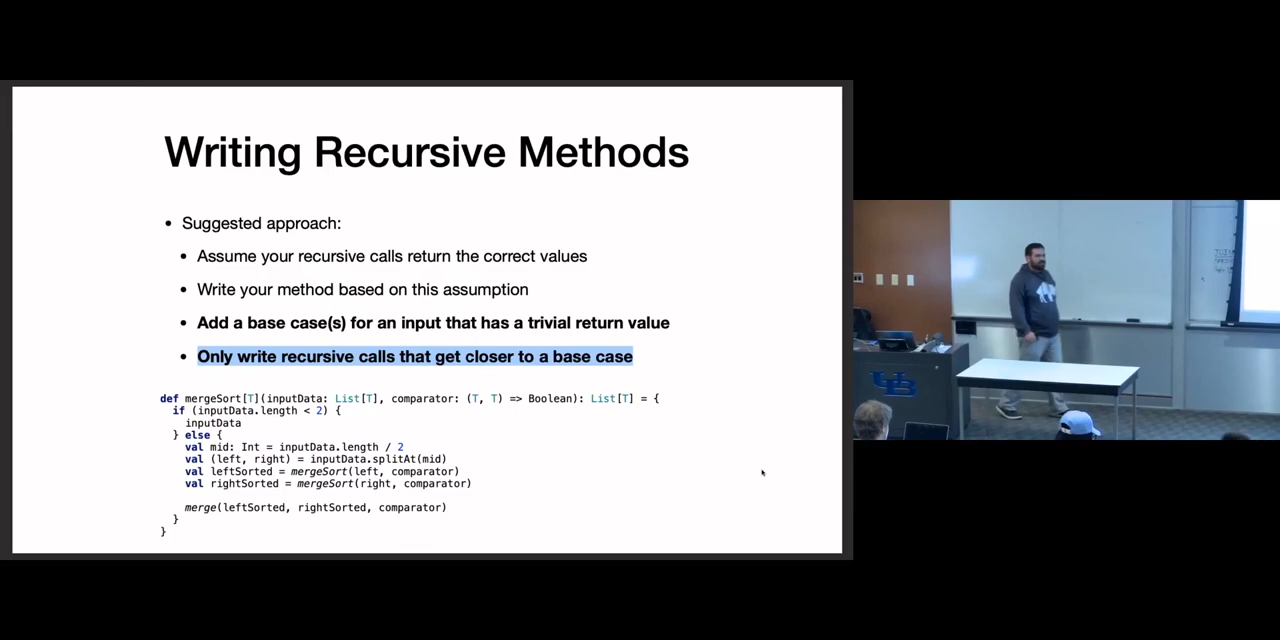 Writing Recursive Methods
• Suggested approach:
• Assume your recursive calls return the correct values
• Write your method based on this assumption
• Add a base case(s) for an input that has a trivial return value
• Only write recursive calls that get closer to a base case
def mergeSort[T](inputData: List[T], comparator: (T, T) => Boolean): List[T] = {
  if (inputData.length < 2) {
    inputData
  } else {
    val mid: Int = inputData.length / 2
    val (left, right) = inputData.splitAt(mid)
    val leftSorted = mergeSort(left, comparator)
    val rightSorted = mergeSort(right, comparator)
    merge(leftSorted, rightSorted, comparator)
  }
}
UB